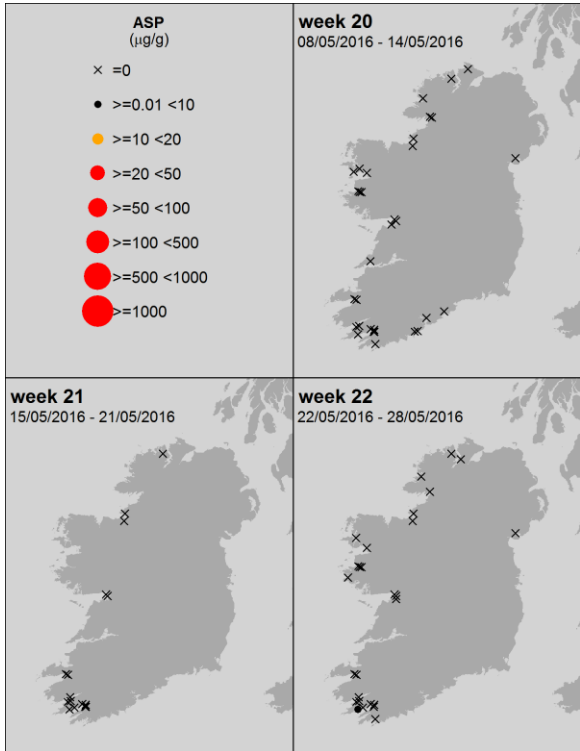 ASP
(µg/g)
=0
>=0.01 <10
>=10 <20
>=20 <50
>=50 <100
>=100 <500
>=500 <1000
>=1000
week 20
08/05/2016 - 14/05/2016
week 21
15/05/2016 - 21/05/2016
week 22
22/05/2016 - 28/05/2016